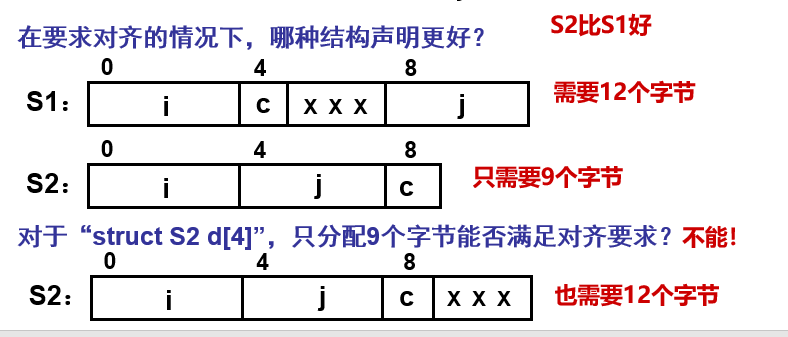 在要求对齐的情况下，哪种结构声明更好？ S2比S1好
0 4 8
S1： i c x x x j 需要12个字节
0 4 8
S2： i j c 只需要9个字节
对于“struct S2 d[4]”，只分配9个字节能否满足对齐要求？不能！
0 4 8
S2： i j c x x x 也需要12个字节